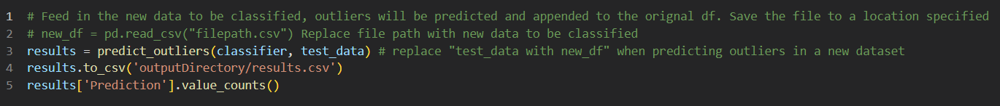 1 # Feed in the new data to be classified, outliers will be predicted and appended to the orignal df. Save the file to a location specified
2 # new_df = pd.read_csv("filepath.csv") Replace file path with new data to be classified
3 results = predict_outliers(classifier, test_data) # replace "test_data with new_df" when predicting outliers in a new dataset
4 results.to_csv('outputDirectory/results.csv')
5 results['Prediction'].value_counts()